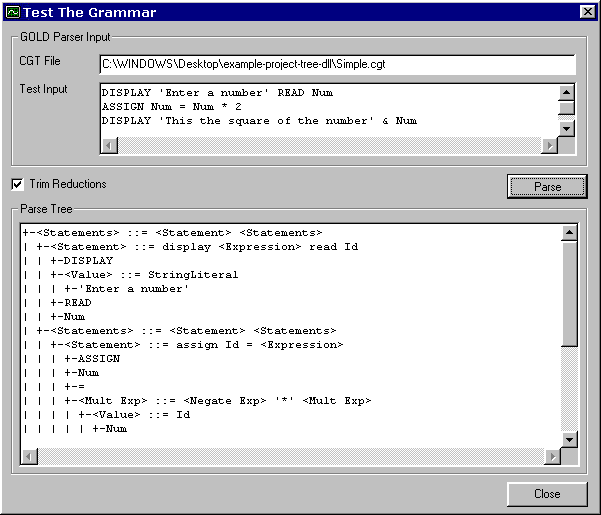 Test The Grammar
GOLD Parser Input
CGT File
C:\WINDOWS\Desktop\example-project-tree-dll\Simple.cgt
Test Input
DISPLAY 'Enter a number' READ Num
ASSIGN Num = Num * 2
DISPLAY 'This the square of the number' & Num
Trim Reductions
Parse
Parse Tree
+-<Statements> ::= <Statement> <Statements>
| +-<Statement> ::= display <Expression> read Id
| | +-DISPLAY
| | +-<Value> ::= StringLiteral
| | | +-'Enter a number'
| | +-READ
| | +-Num
| +-<Statements> ::= <Statement> <Statements>
| | +-<Statement> ::= assign Id = <Expression>
| | | +-ASSIGN
| | | +-Num
| | | +-=
| | | +-<Mult Exp> ::= <Negate Exp> '*' <Mult Exp>
| | | | +-<Value> ::= Id
| | | | | +-Num
Close